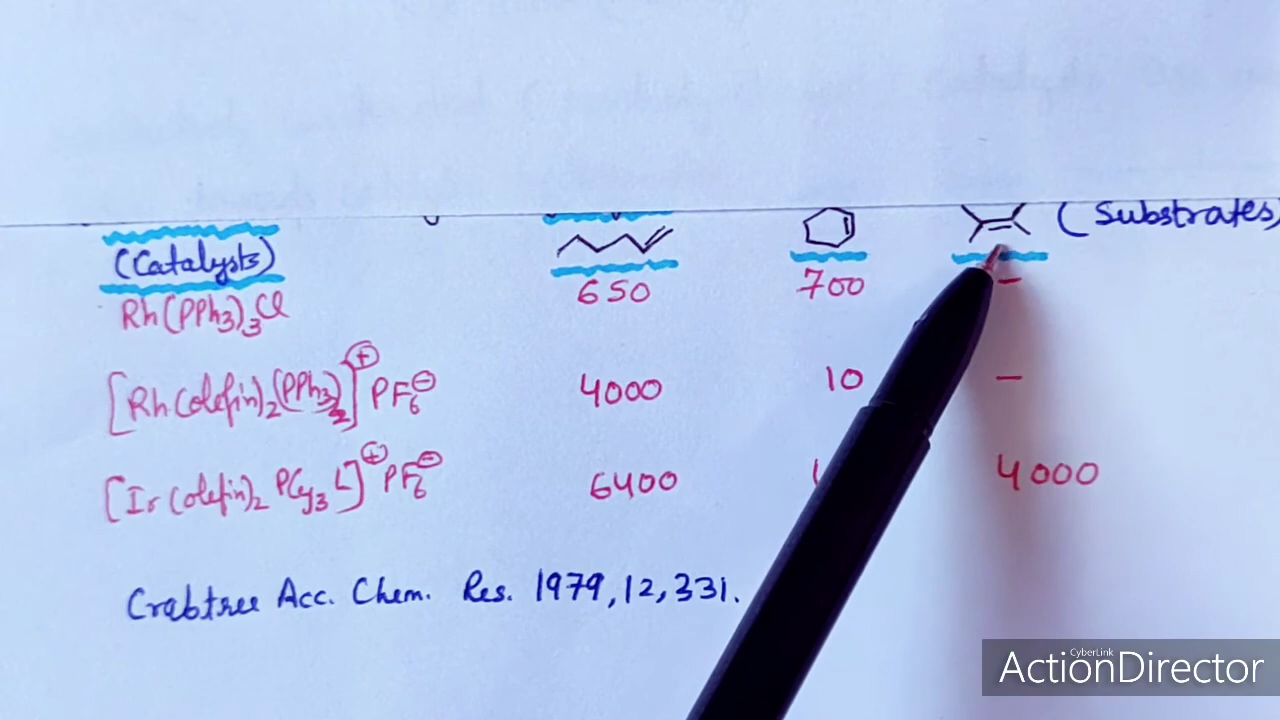 (Substrates)
(Catalysts)
Rh(PPh3)3Cl 650 700 –
[Rh(olefin)2(PPh3)2]⊕ PF6⊖ 4000 10 –
[Ir(olefin)2 PCy3 L]⊕ PF6⊖ 6400 4000
Crabtree Acc. Chem. Res. 1979, 12, 331.
CyberLink
ActionDirector